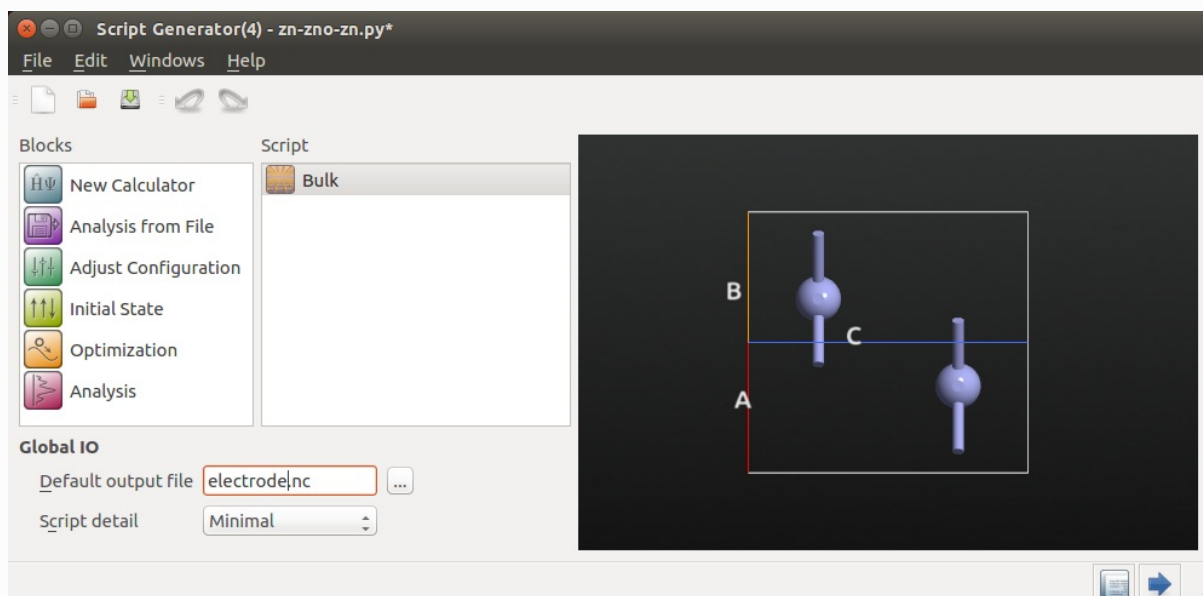 Script Generator(4) - zn-zno-zn.py*
File Edit Windows Help
Blocks
Script
ĤΨ New Calculator
Analysis from File
Adjust Configuration
Initial State
Optimization
Analysis
Bulk
B
C
A
Global IO
Default output file electrode.nc ...
Script detail Minimal